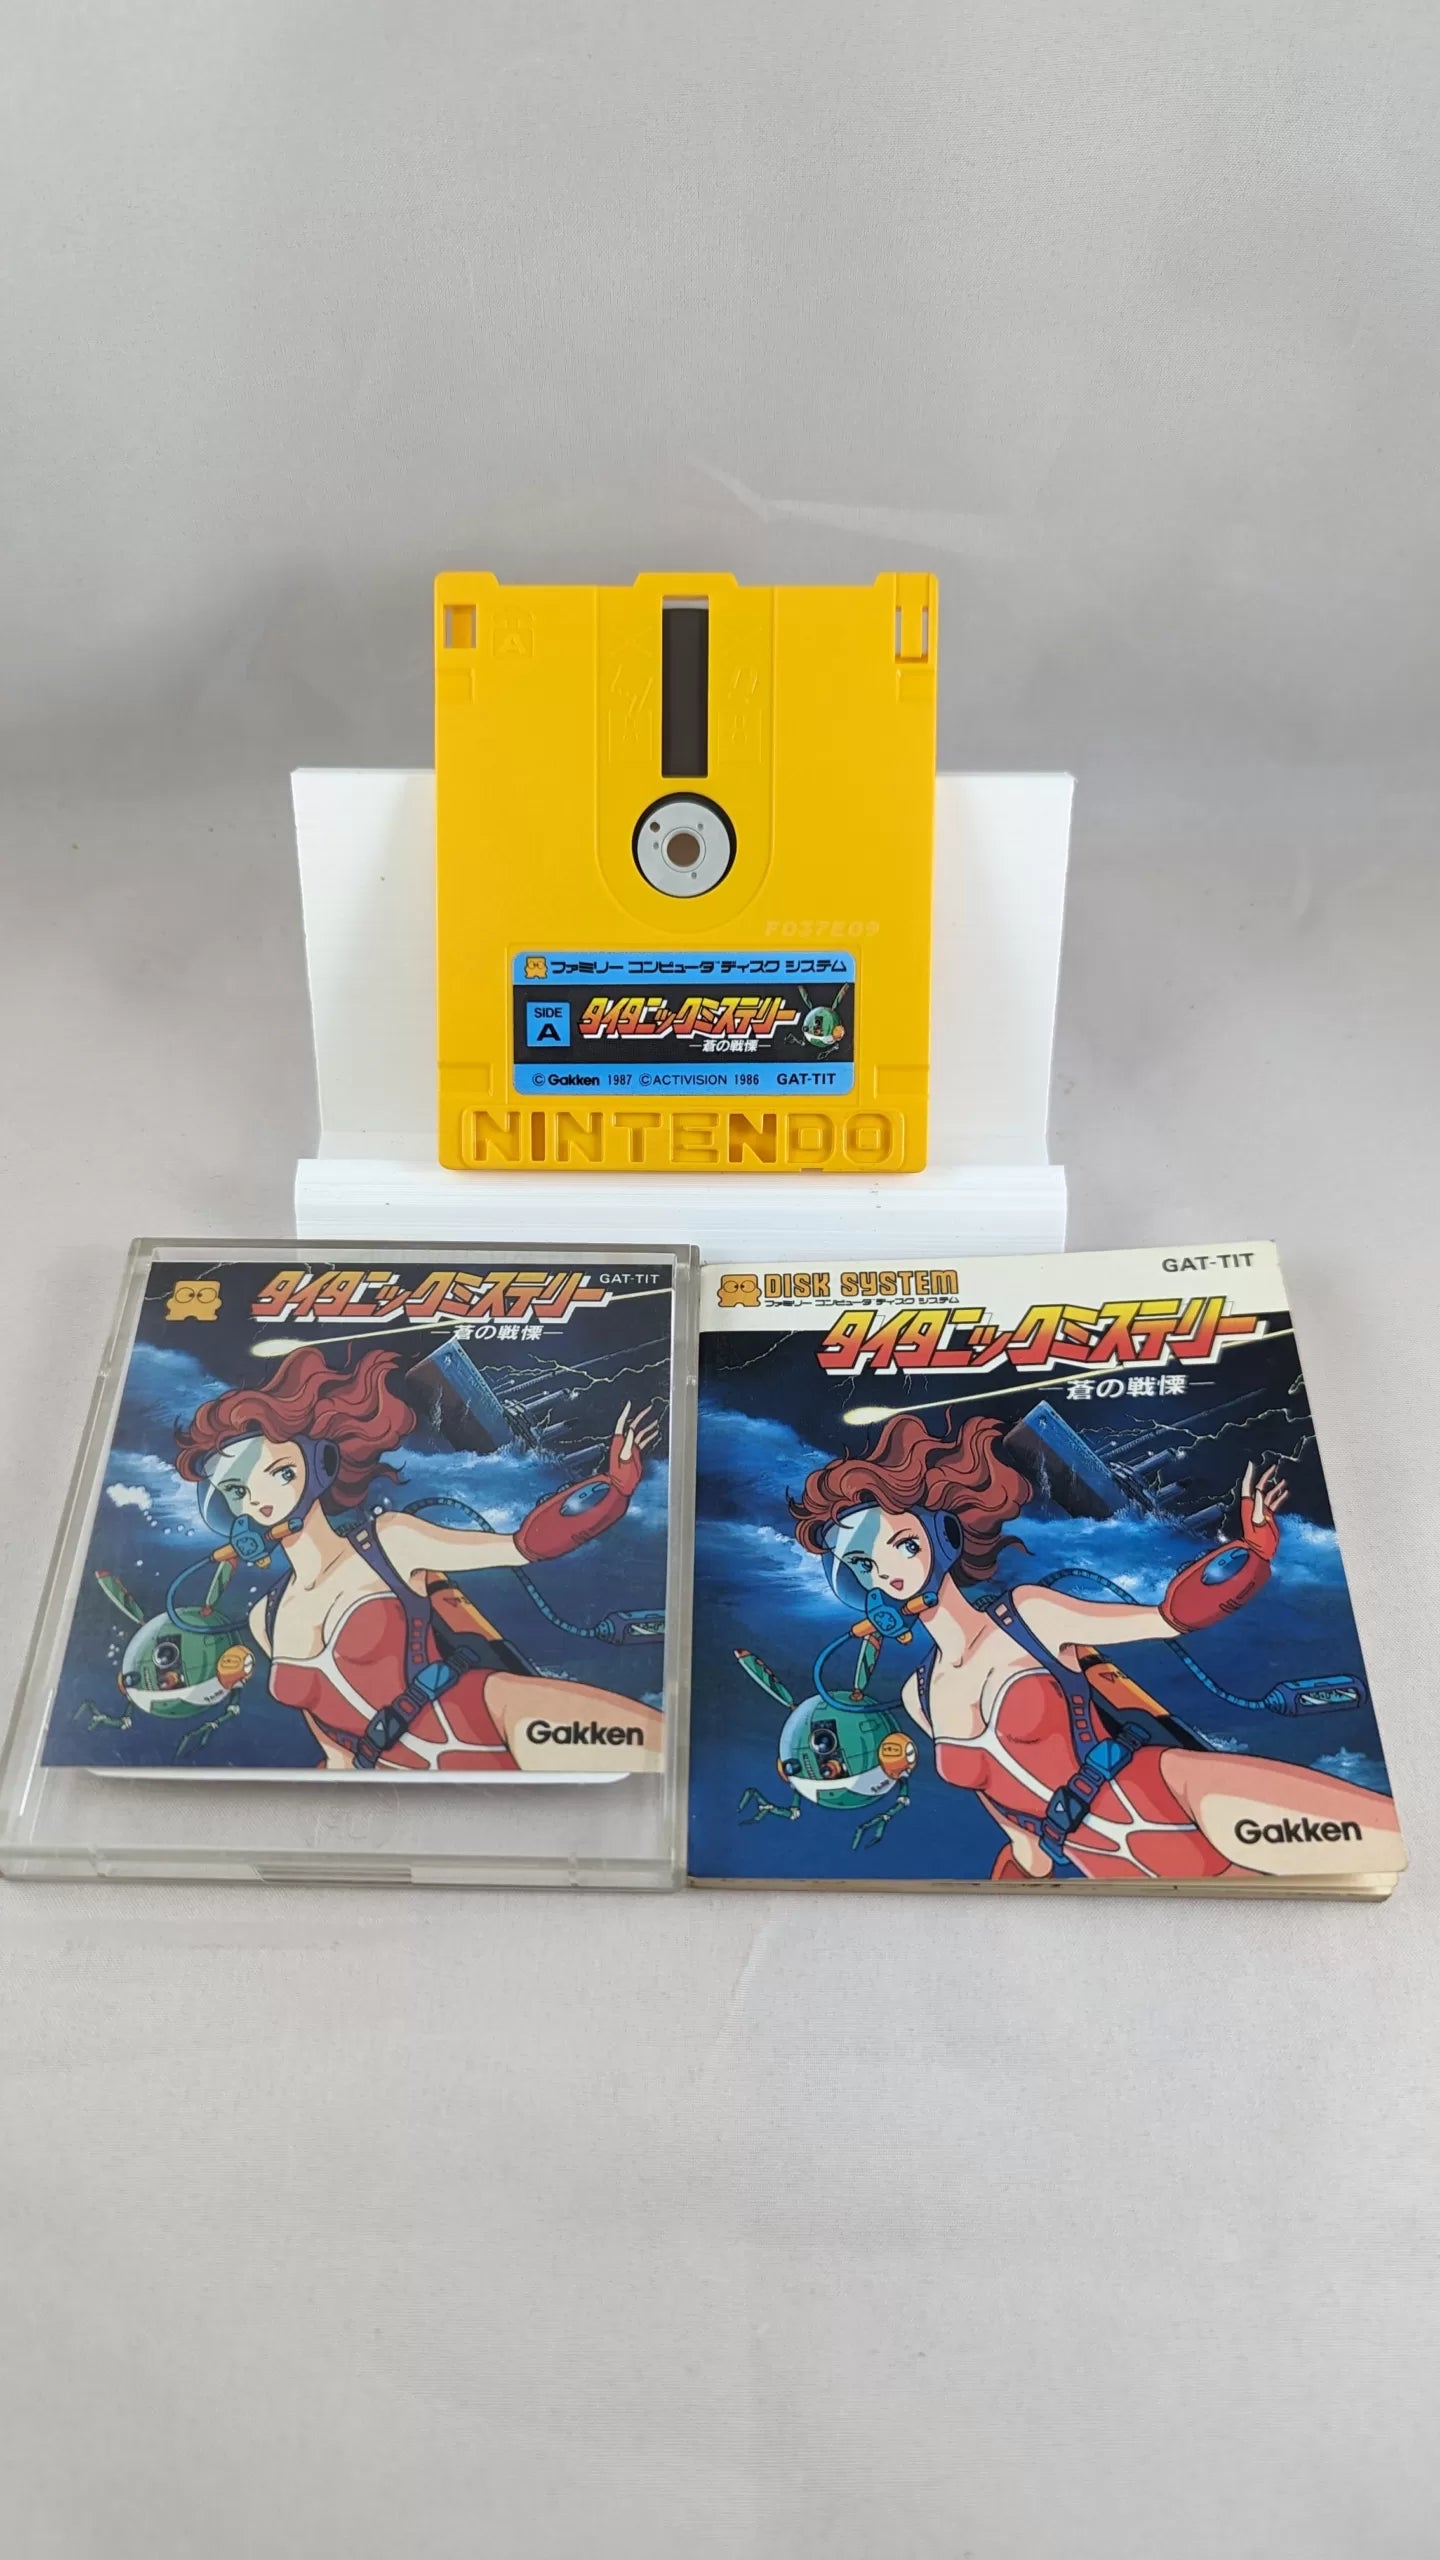 F037E09
ファミリー コンピュータ ディスク システム
SIDE
A
タイタニックミステリー
―蒼の戦慄―
©Gakken 1987 ©ACTIVISION 1986 GAT-TIT
NINTENDO
タイタニックミステリー GAT-TIT
―蒼の戦慄―
Gakken
GAT-TIT
DISK SYSTEM
ファミリー コンピュータ ディスク システム
タイタニックミステリー
―蒼の戦慄―
Gakken